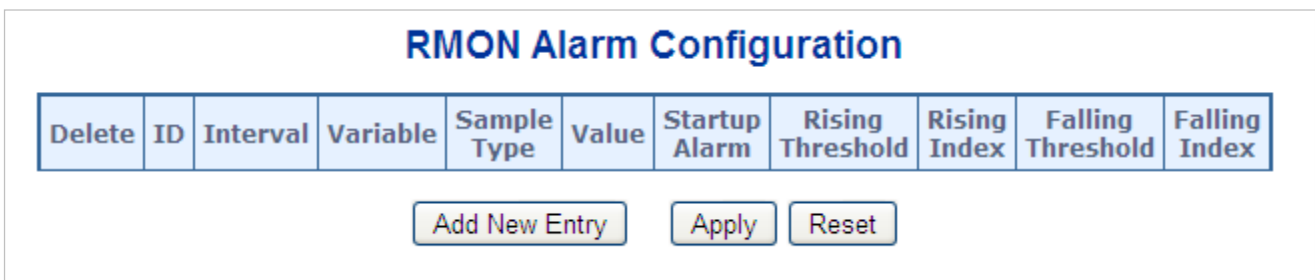 RMON Alarm Configuration
Delete ID Interval Variable Sample Type Value Startup Alarm Rising Threshold Rising Index Falling Threshold Falling Index
Add New Entry Apply Reset